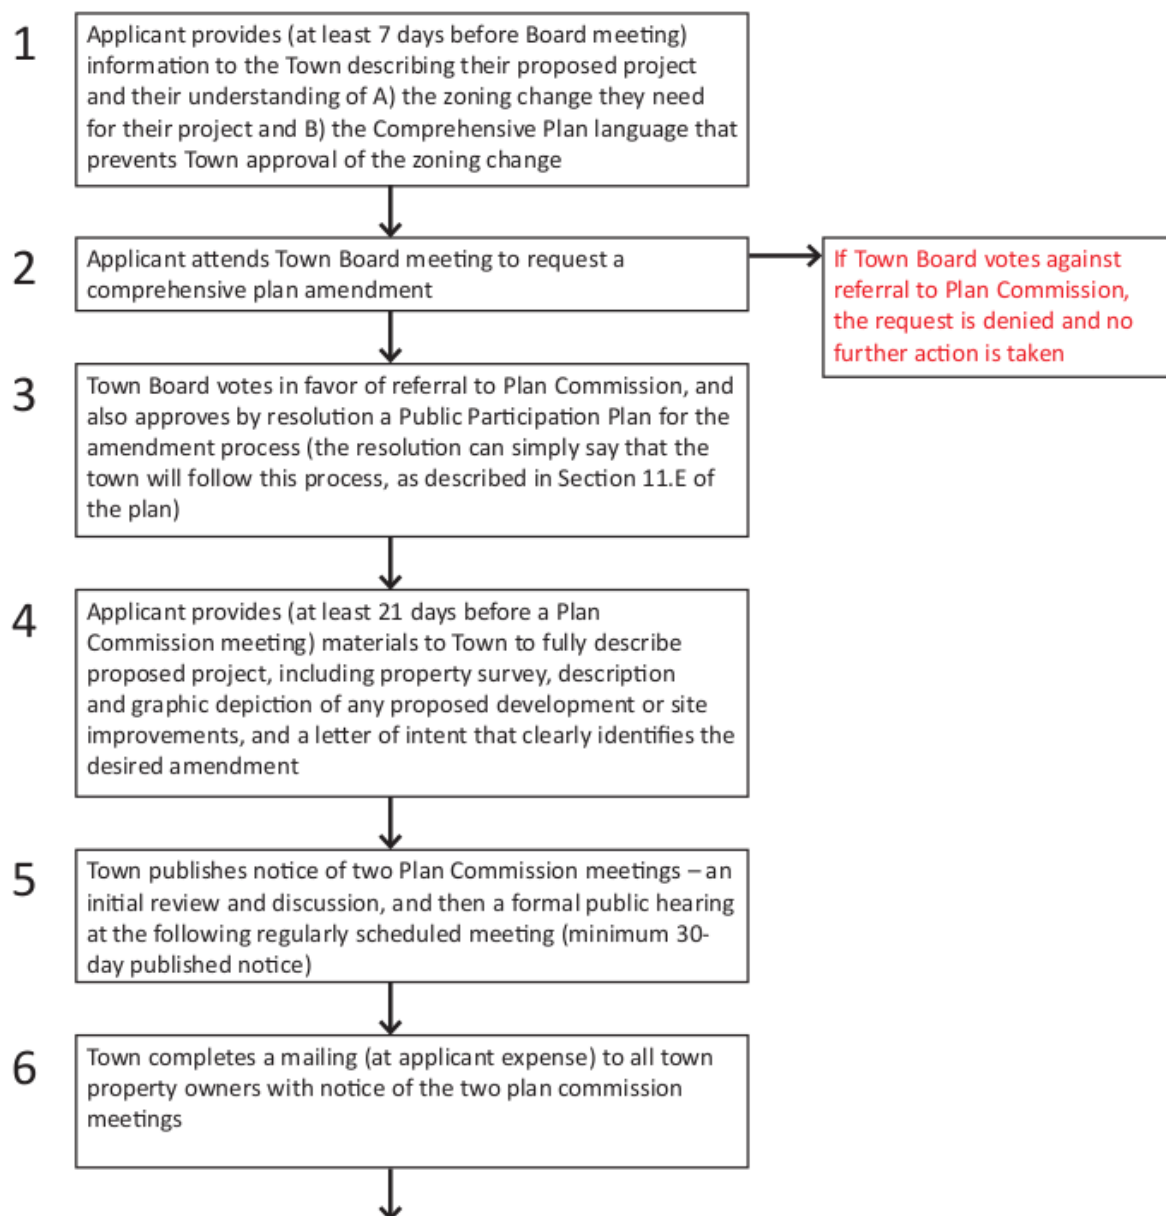 1
Applicant provides (at least 7 days before Board meeting)
information to the Town describing their proposed project
and their understanding of A) the zoning change they need
for their project and B) the Comprehensive Plan language that
prevents Town approval of the zoning change
2
Applicant attends Town Board meeting to request a
comprehensive plan amendment
If Town Board votes against
referral to Plan Commission,
the request is denied and no
further action is taken
3
Town Board votes in favor of referral to Plan Commission, and
also approves by resolution a Public Participation Plan for the
amendment process (the resolution can simply say that the
town will follow this process, as described in Section 11.E of
the plan)
4
Applicant provides (at least 21 days before a Plan
Commission meeting) materials to Town to fully describe
proposed project, including property survey, description
and graphic depiction of any proposed development or site
improvements, and a letter of intent that clearly identifies the
desired amendment
5
Town publishes notice of two Plan Commission meetings – an
initial review and discussion, and then a formal public hearing
at the following regularly scheduled meeting (minimum 30-
day published notice)
6
Town completes a mailing (at applicant expense) to all town
property owners with notice of the two plan commission
meetings